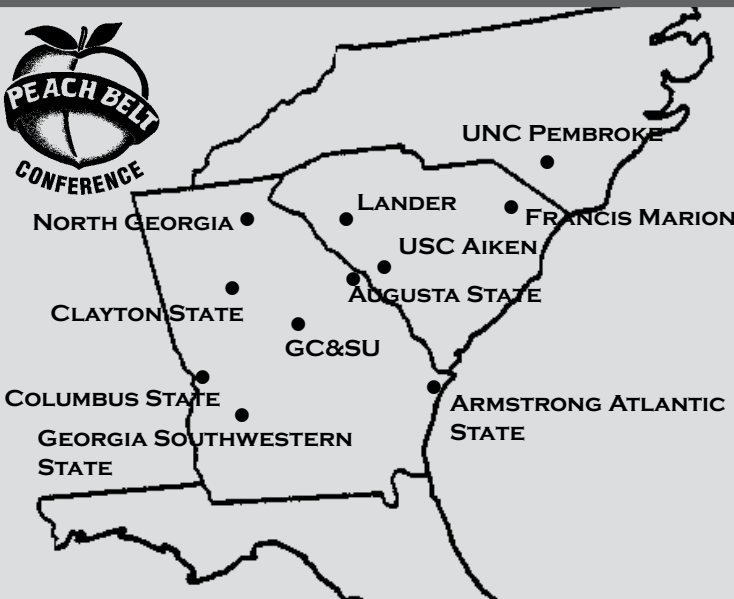 PEACH BELT
CONFERENCE
UNC PEMBROKE
LANDER
NORTH GEORGIA
FRANCIS MARION
USC AIKEN
AUGUSTA STATE
CLAYTON STATE
GC&SU
COLUMBUS STATE
ARMSTRONG ATLANTIC
STATE
GEORGIA SOUTHWESTERN
STATE